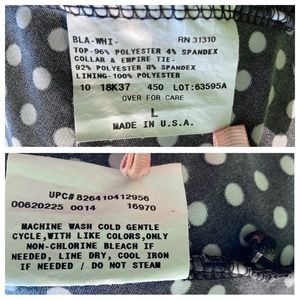 BLA-WHI- RN 31310
TOP-96% POLYESTER 4% SPANDEX
COLLAR & EMPIRE TIE-
92% POLYESTER 8% SPANDEX
LINING-100% POLYESTER
10 18K37 450 LOT:63595A
OVER FOR CARE
L
MADE IN U.S.A.
UPC# 826410412956
00620225 0014 16970
MACHINE WASH COLD GENTLE
CYCLE,WITH LIKE COLORS,ONLY
NON-CHLORINE BLEACH IF
NEEDED, LINE DRY, COOL IRON
IF NEEDED / DO NOT STEAM